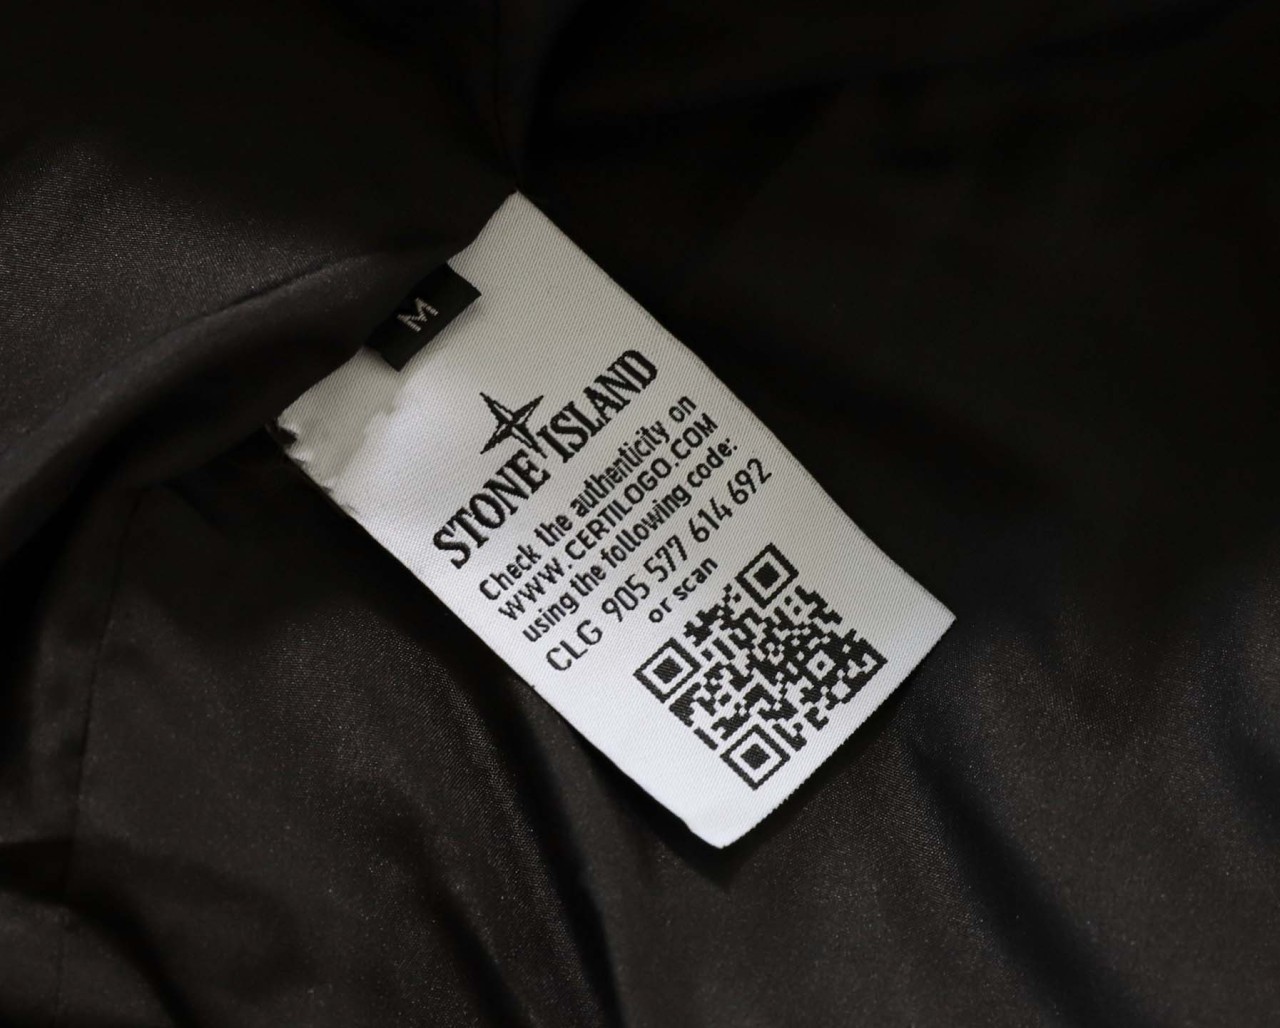 M
STONE ISLAND
Check the authenticity on
WWW.CERTILOGO.COM
using the following code:
CLG 905 577 614 692
or scan